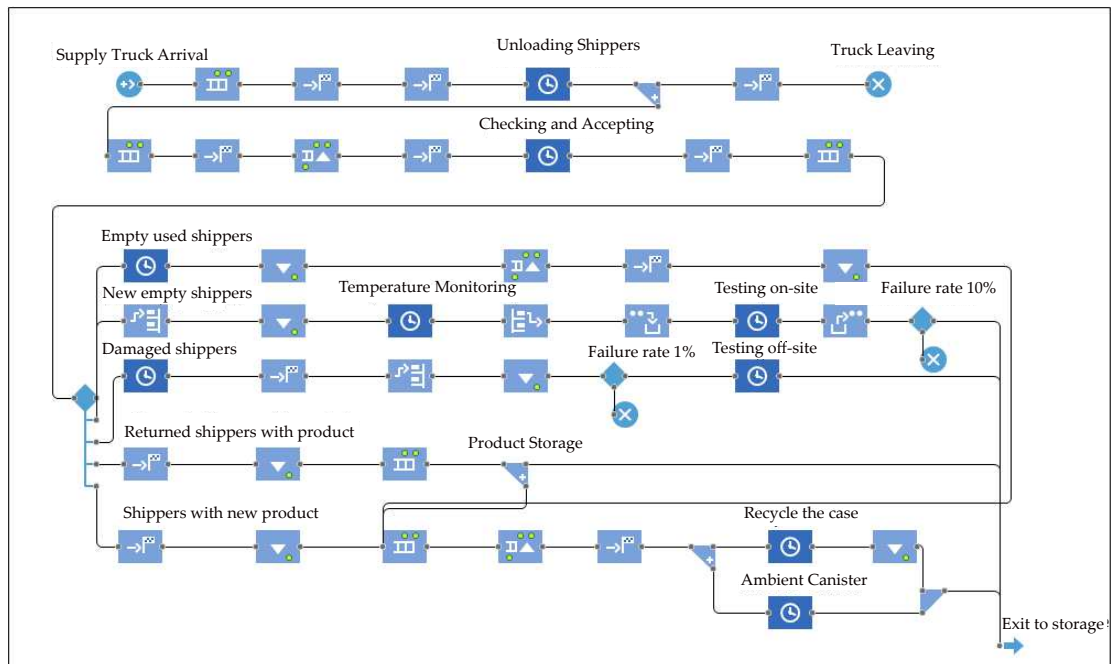 Supply Truck Arrival
Unloading Shippers
Truck Leaving
Checking and Accepting
Empty used shippers
New empty shippers
Temperature Monitoring
Testing on-site
Failure rate 10%
Damaged shippers
Failure rate 1%
Testing off-site
Returned shippers with product
Product Storage
Shippers with new product
Recycle the case
Ambient Canister
Exit to storage